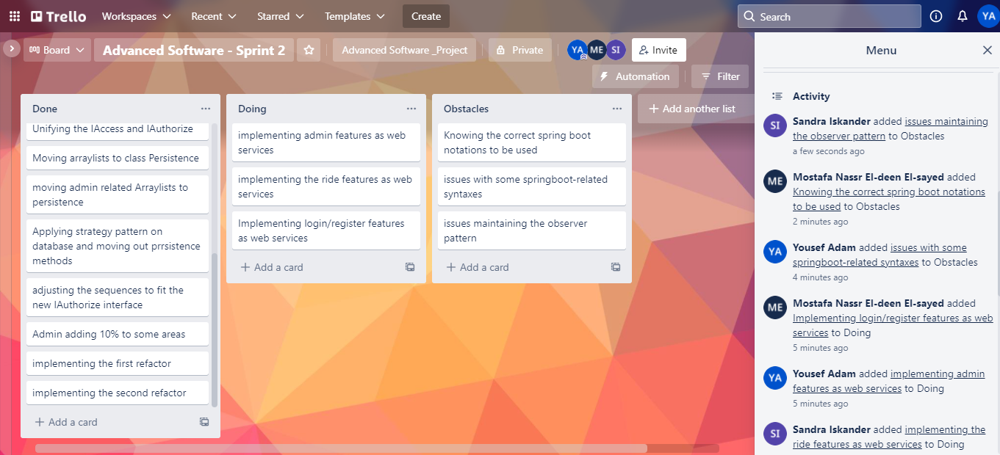 Trello
Workspaces
Recent
Starred
Templates
Create
Search
YA
Board
Advanced Software - Sprint 2
Advanced Software _Project
Private
YA
ME
SI
Invite
Automation
Filter
Done
Unifying the IAccess and IAuthorize
Moving arraylists to class Persistence
moving admin related Arraylists to
persistence
Applying strategy pattern on
database and moving out prrsistence
methods
adjusting the sequences to fit the
new IAuthorize interface
Admin adding 10% to some areas
implementing the first refactor
implementing the second refactor
+ Add a card
Doing
implementing admin features as web
services
implementing the ride features as web
services
Implementing login/register features
as web services
+ Add a card
Obstacles
Knowing the correct spring boot
notations to be used
issues with some springboot-related
syntaxes
issues maintaining the observer
pattern
+ Add a card
+ Add another list
Menu
Activity
SI
Sandra Iskander added issues maintaining
the observer pattern to Obstacles
a few seconds ago
ME
Mostafa Nassr El-deen El-sayed added
Knowing the correct spring boot notations
to be used to Obstacles
2 minutes ago
YA
Yousef Adam added issues with some
springboot-related syntaxes to Obstacles
4 minutes ago
ME
Mostafa Nassr El-deen El-sayed added
Implementing login/register features as web
services to Doing
5 minutes ago
YA
Yousef Adam added implementing admin
features as web services to Doing
5 minutes ago
SI
Sandra Iskander added implementing the
ride features as web services to Doing